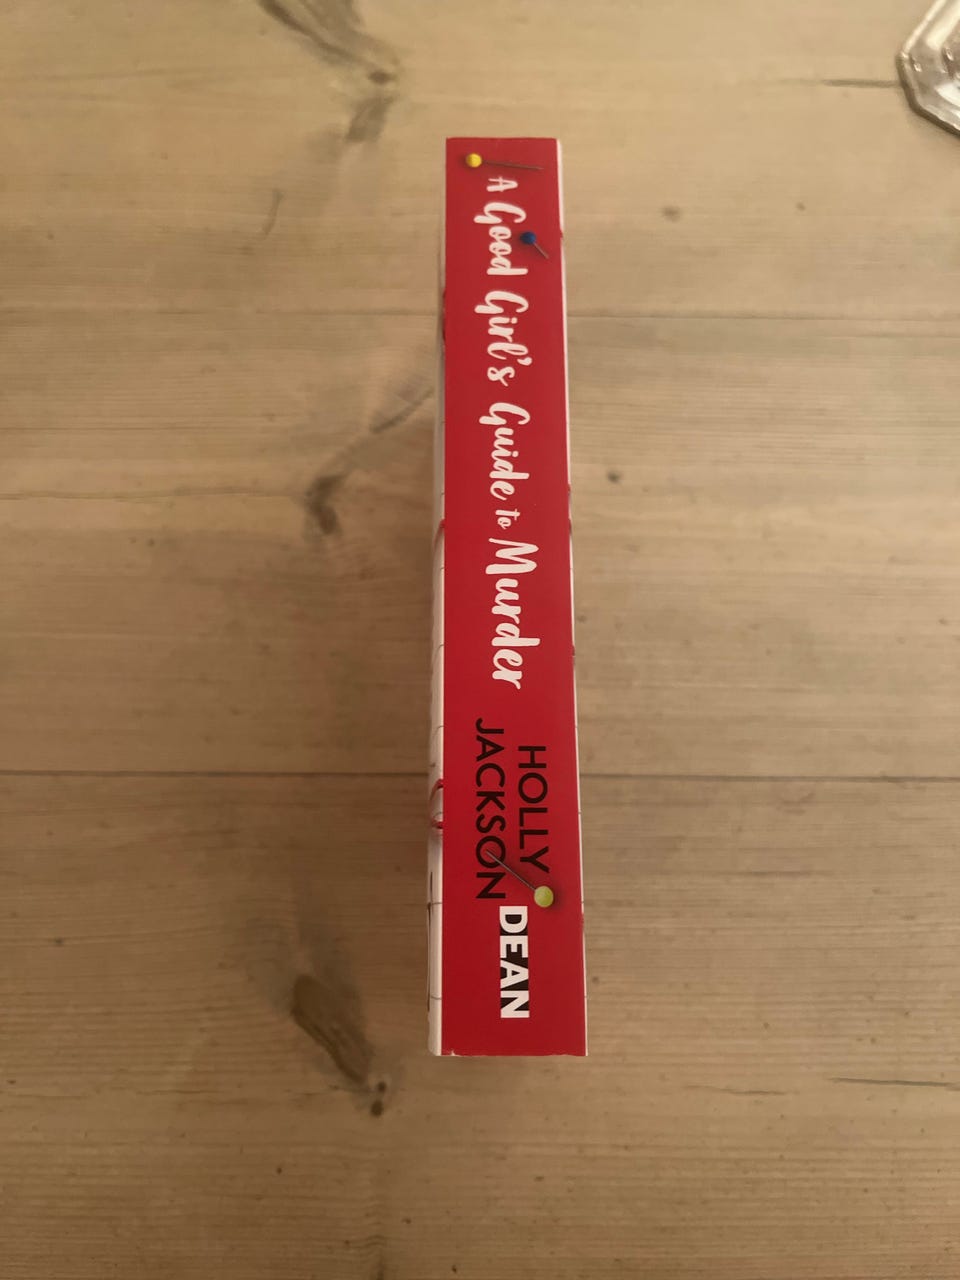 A Good Girl's Guide to Murder
HOLLY
JACKSON
DEAN